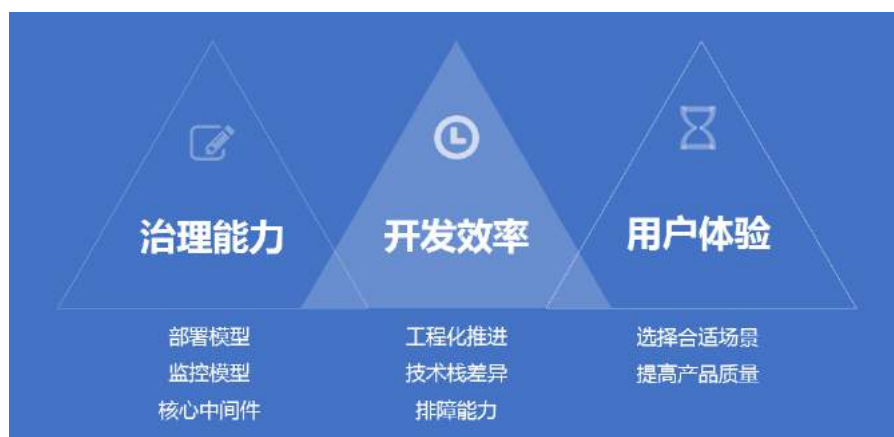 治理能力
开发效率
用户体验
部署模型
工程化推进
选择合适场景
监控模型
技术栈差异
提高产品质量
核心中间件
排障能力